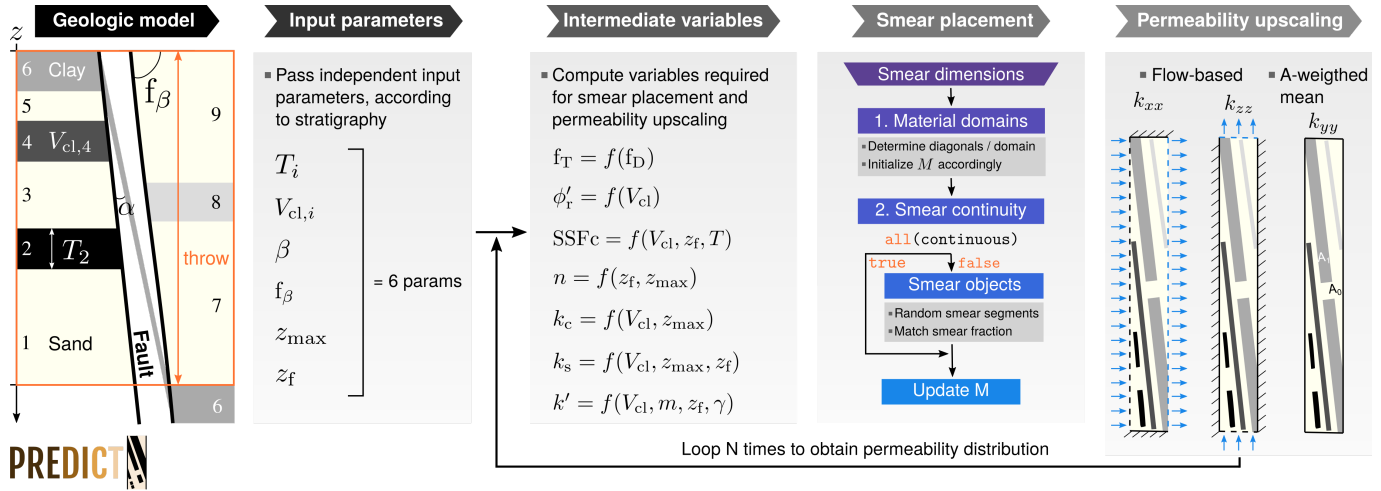 Geologic model
Input parameters
Intermediate variables
Smear placement
Permeability upscaling
z
6 Clay
5
4 V_cl,4
3
2 T_2
1 Sand
f_β
α
Fault
9
8
throw
7
6
PREDICT
Pass independent input
parameters, according
to stratigraphy
T_i
V_cl,i
β
f_β
z_max
z_f
= 6 params
Compute variables required
for smear placement and
permeability upscaling
f_T = f(f_D)
ϕ′_r = f(V_cl)
SSFc = f(V_cl, z_f, T)
n = f(z_f, z_max)
k_c = f(V_cl, z_max)
k_s = f(V_cl, z_max, z_f)
k′ = f(V_cl, m, z_f, γ)
Smear dimensions
1. Material domains
Determine diagonals / domain
Initialize M accordingly
2. Smear continuity
all(continuous)
true false
Smear objects
Random smear segments
Match smear fraction
Update M
Flow-based
k_xx
k_zz
A-weigthed
mean
k_yy
A_1
A_0
Loop N times to obtain permeability distribution